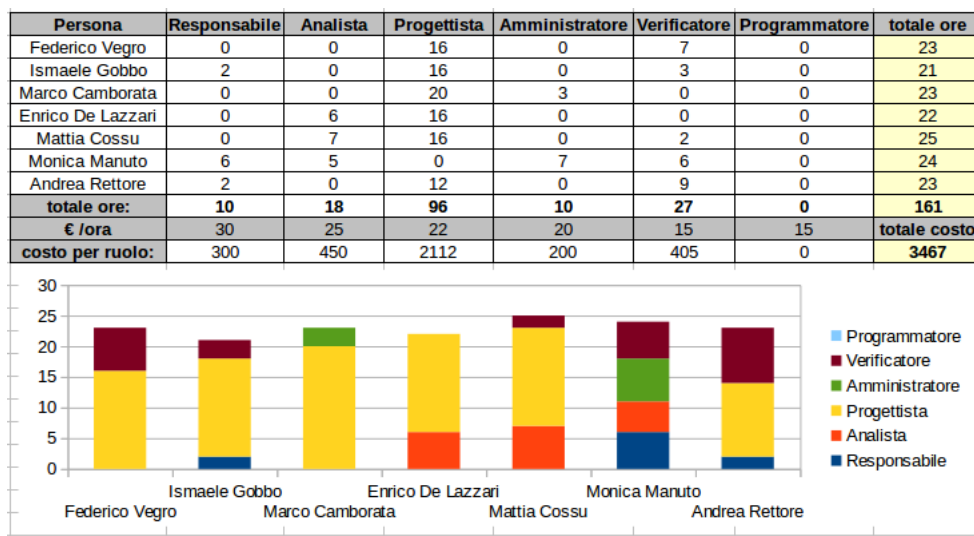 Persona Responsabile Analista Progettista Amministratore Verificatore Programmatore totale ore
Federico Vegro 0 0 16 0 7 0 23
Ismaele Gobbo 2 0 16 0 3 0 21
Marco Camborata 0 0 20 3 0 0 23
Enrico De Lazzari 0 6 16 0 0 0 22
Mattia Cossu 0 7 16 0 2 0 25
Monica Manuto 6 5 0 7 6 0 24
Andrea Rettore 2 0 12 0 9 0 23
totale ore: 10 18 96 10 27 0 161
€ /ora 30 25 22 20 15 15 totale costo
costo per ruolo: 300 450 2112 200 405 0 3467
30
25
20
15
10
5
0
Programmatore
Verificatore
Amministratore
Progettista
Analista
Responsabile
Ismaele Gobbo Enrico De Lazzari Monica Manuto
Federico Vegro Marco Camborata Mattia Cossu Andrea Rettore